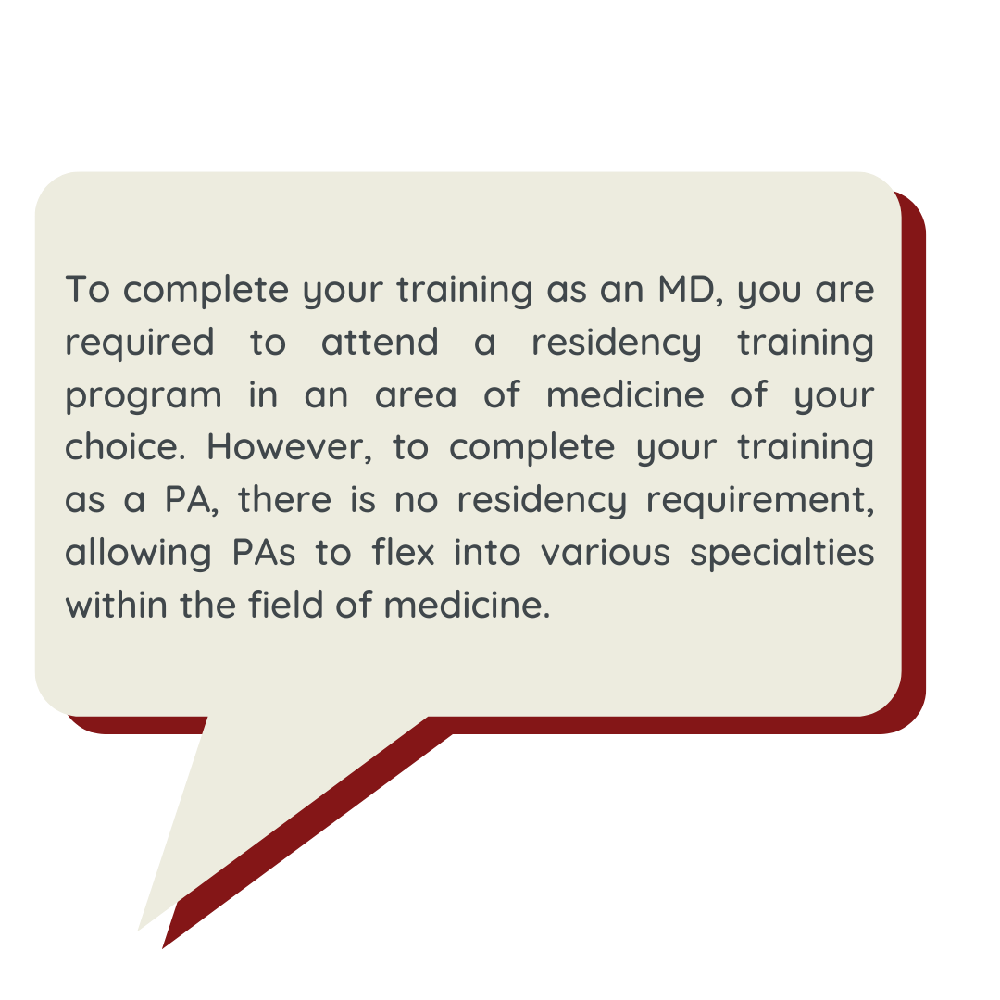 To complete your training as an MD, you are
required to attend a residency training
program in an area of medicine of your
choice. However, to complete your training
as a PA, there is no residency requirement,
allowing PAs to flex into various specialties
within the field of medicine.